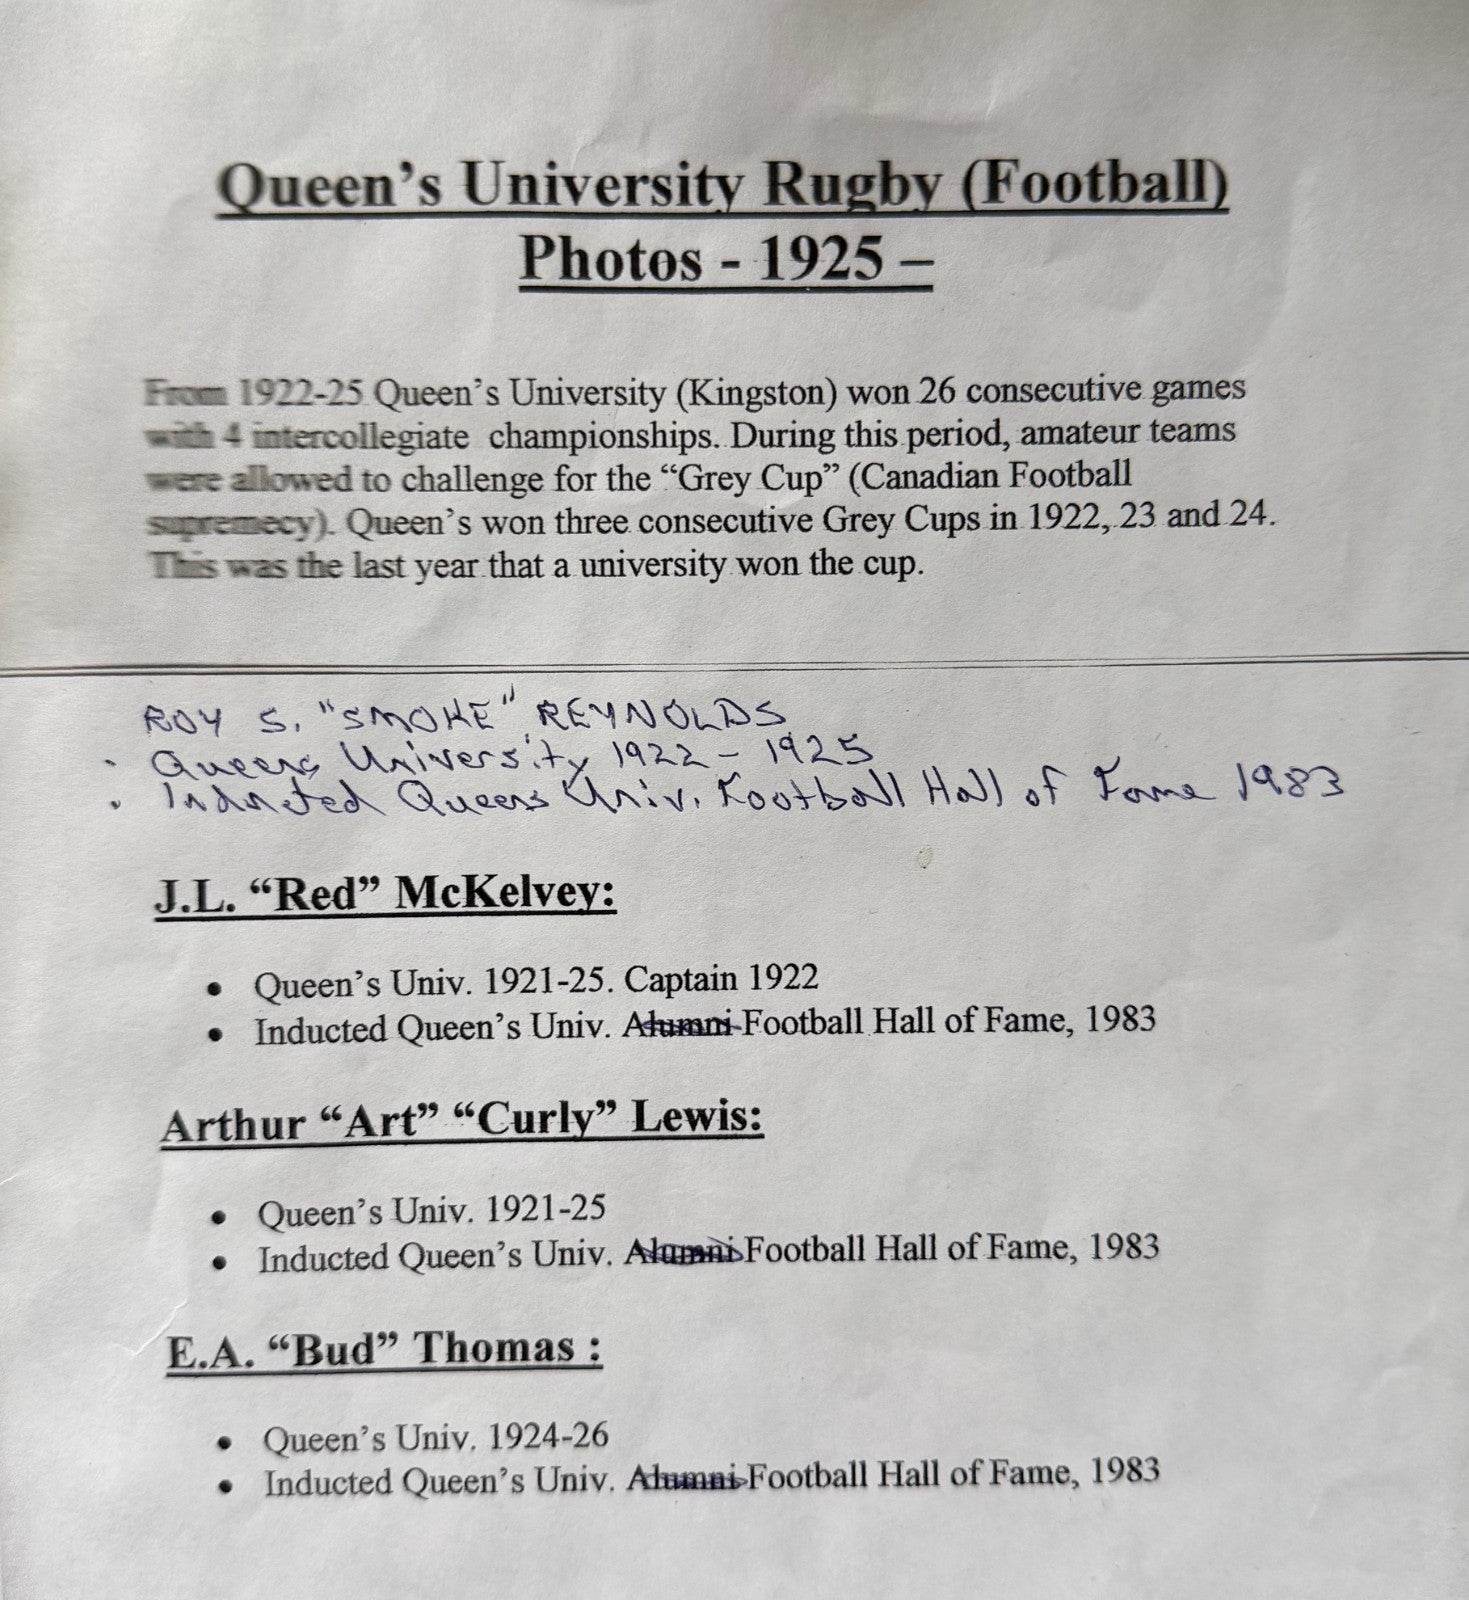 Queen’s University Rugby (Football)
Photos - 1925 –
From 1922-25 Queen’s University (Kingston) won 26 consecutive games
with 4 intercollegiate championships. During this period, amateur teams
were allowed to challenge for the “Grey Cup” (Canadian Football
supremecy). Queen’s won three consecutive Grey Cups in 1922, 23 and 24.
This was the last year that a university won the cup.
ROY S. "SMOKE" REYNOLDS
• Queens University 1922 - 1925
• Inducted Queens Univ. Football Hall of Fame 1983
J.L. “Red” McKelvey:
• Queen’s Univ. 1921-25. Captain 1922
• Inducted Queen’s Univ. Alumni Football Hall of Fame, 1983
Arthur “Art” “Curly” Lewis:
• Queen’s Univ. 1921-25
• Inducted Queen’s Univ. Alumni Football Hall of Fame, 1983
E.A. “Bud” Thomas :
• Queen’s Univ. 1924-26
• Inducted Queen’s Univ. Alumni Football Hall of Fame, 1983